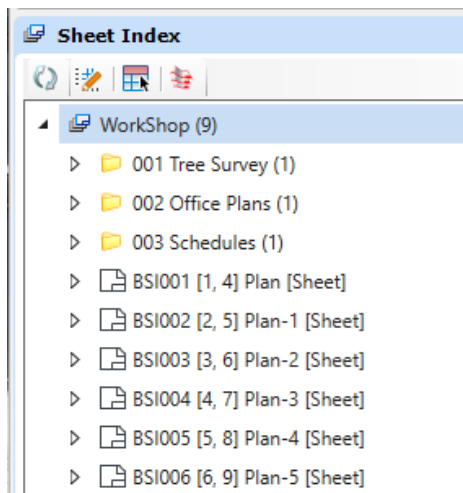 Sheet Index
WorkShop (9)
001 Tree Survey (1)
002 Office Plans (1)
003 Schedules (1)
BSI001 [1, 4] Plan [Sheet]
BSI002 [2, 5] Plan-1 [Sheet]
BSI003 [3, 6] Plan-2 [Sheet]
BSI004 [4, 7] Plan-3 [Sheet]
BSI005 [5, 8] Plan-4 [Sheet]
BSI006 [6, 9] Plan-5 [Sheet]